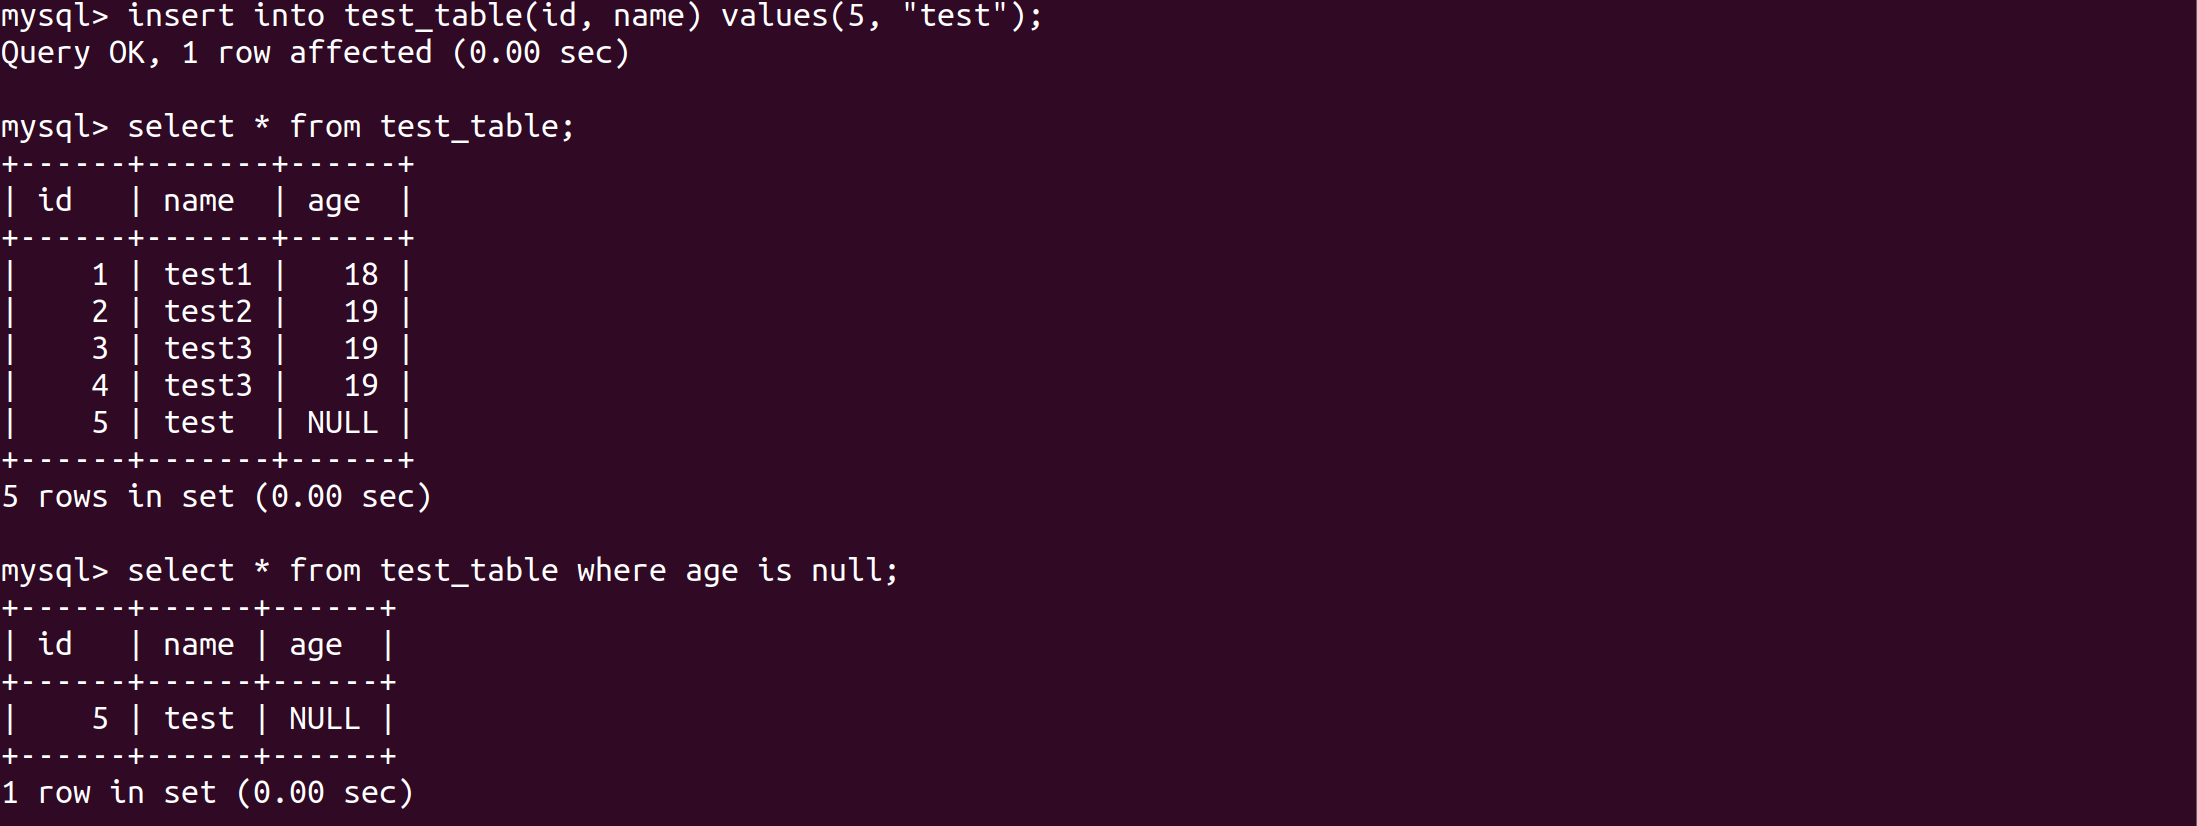 mysql> insert into test_table(id, name) values(5, "test");
Query OK, 1 row affected (0.00 sec)

mysql> select * from test_table;
+------+-------+------+
| id   | name  | age  |
+------+-------+------+
|    1 | test1 |   18 |
|    2 | test2 |   19 |
|    3 | test3 |   19 |
|    4 | test3 |   19 |
|    5 | test  | NULL |
+------+-------+------+
5 rows in set (0.00 sec)

mysql> select * from test_table where age is null;
+------+------+------+
| id   | name | age  |
+------+------+------+
|    5 | test | NULL |
+------+------+------+
1 row in set (0.00 sec)